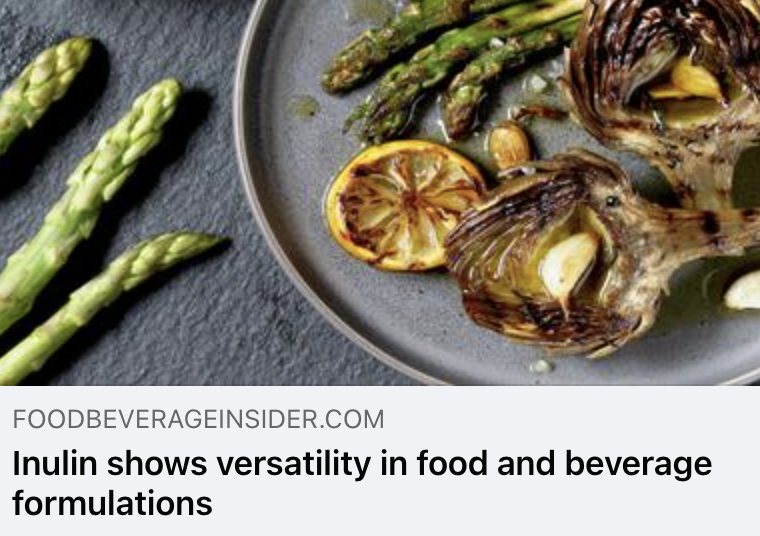 FOODBEVERAGEINSIDER.COM
Inulin shows versatility in food and beverage
formulations